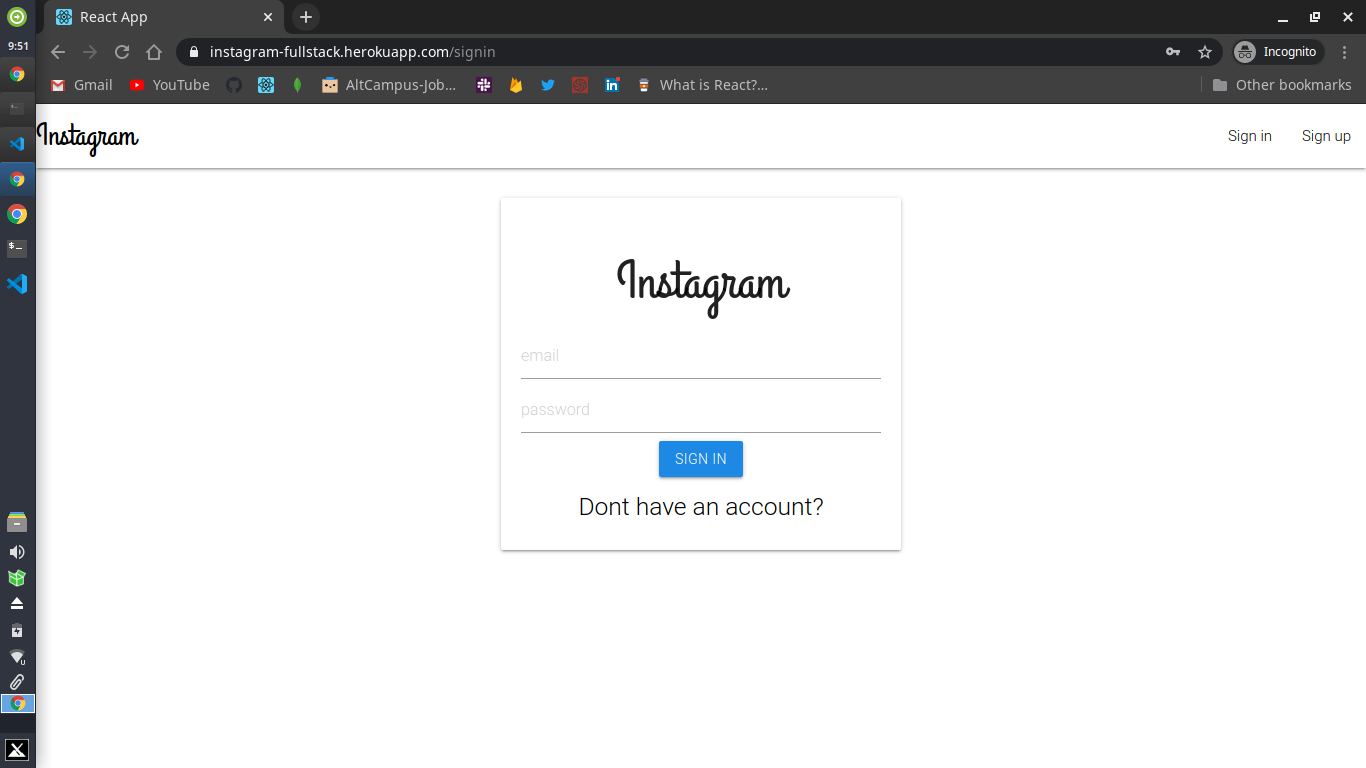 React App
9:51
instagram-fullstack.herokuapp.com/signin
Incognito
Gmail YouTube AltCampus-Job... What is React?... Other bookmarks
Instagram Sign in Sign up
Instagram
email
password
SIGN IN
Dont have an account?